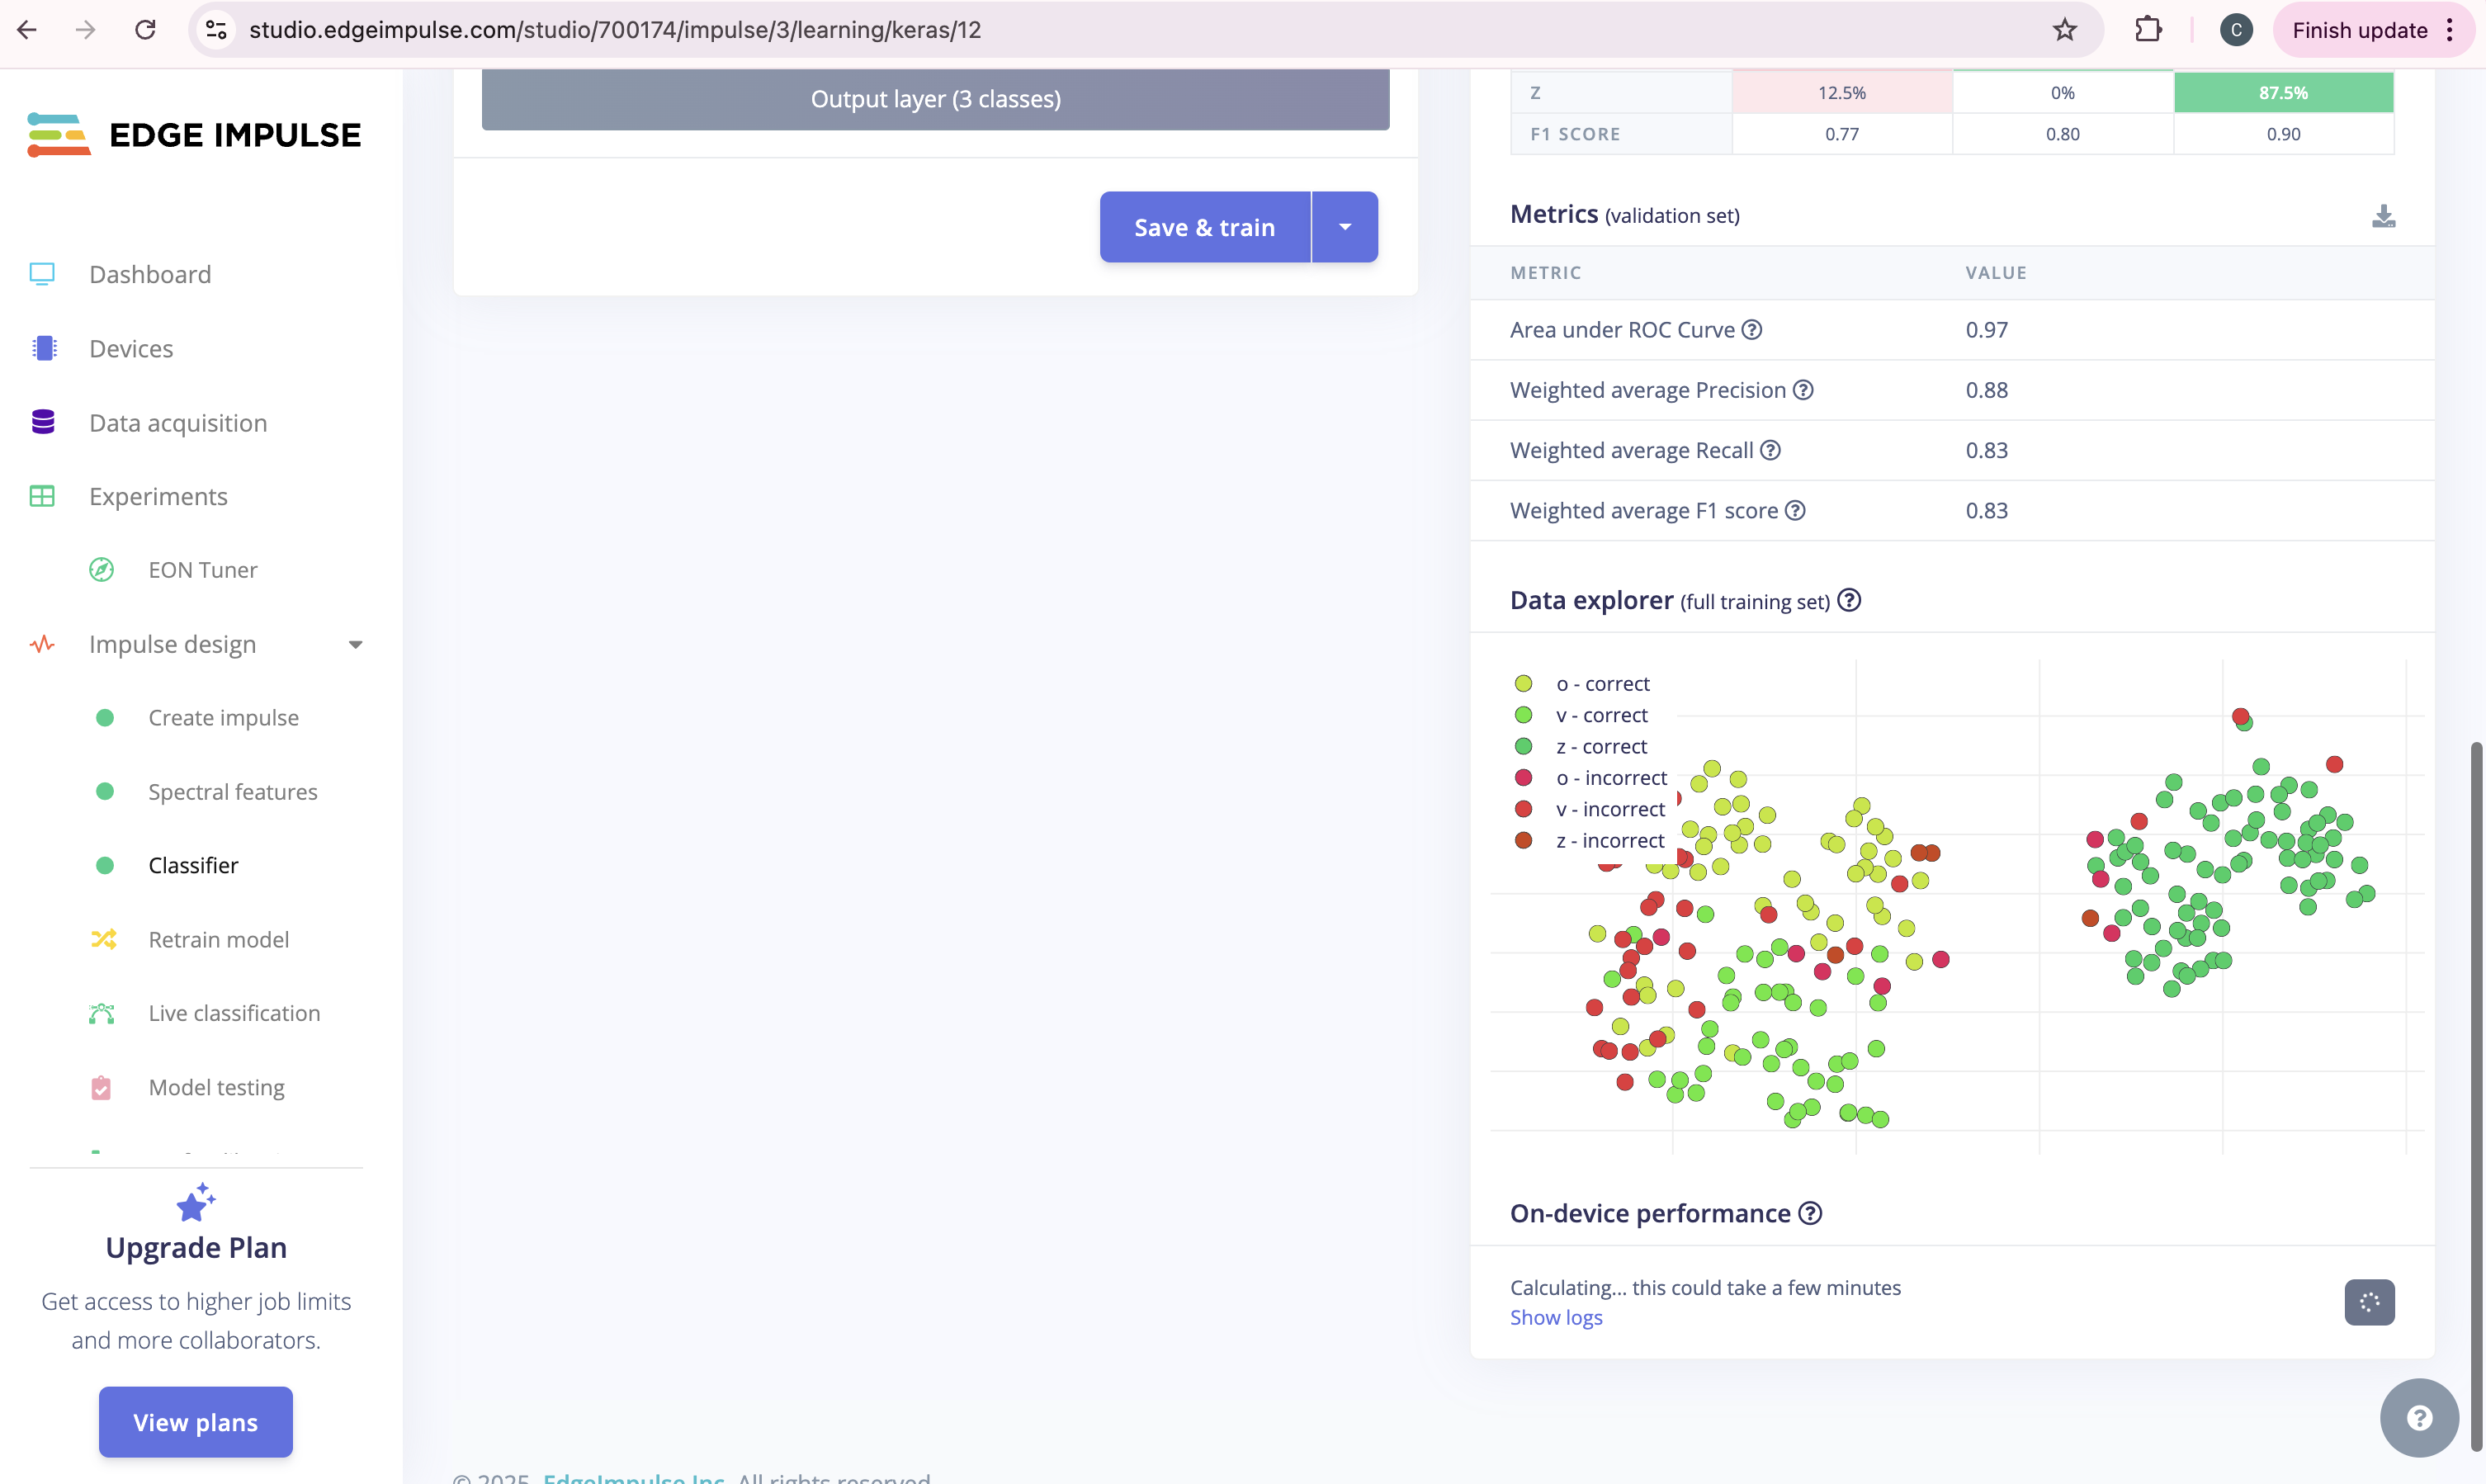 studio.edgeimpulse.com/studio/700174/impulse/3/learning/keras/12
C
Finish update
EDGE IMPULSE
Dashboard
Devices
Data acquisition
Experiments
EON Tuner
Impulse design
Create impulse
Spectral features
Classifier
Retrain model
Live classification
Model testing
Upgrade Plan
Get access to higher job limits
and more collaborators.
View plans
Output layer (3 classes)
Save & train
Z 12.5% 0% 87.5%
F1 SCORE 0.77 0.80 0.90
Metrics (validation set)
METRIC VALUE
Area under ROC Curve ? 0.97
Weighted average Precision ? 0.88
Weighted average Recall ? 0.83
Weighted average F1 score ? 0.83
Data explorer (full training set) ?
o - correct
v - correct
z - correct
o - incorrect
v - incorrect
z - incorrect
On-device performance ?
Calculating... this could take a few minutes
Show logs
?
© 2025 EdgeImpulse Inc. All rights reserved